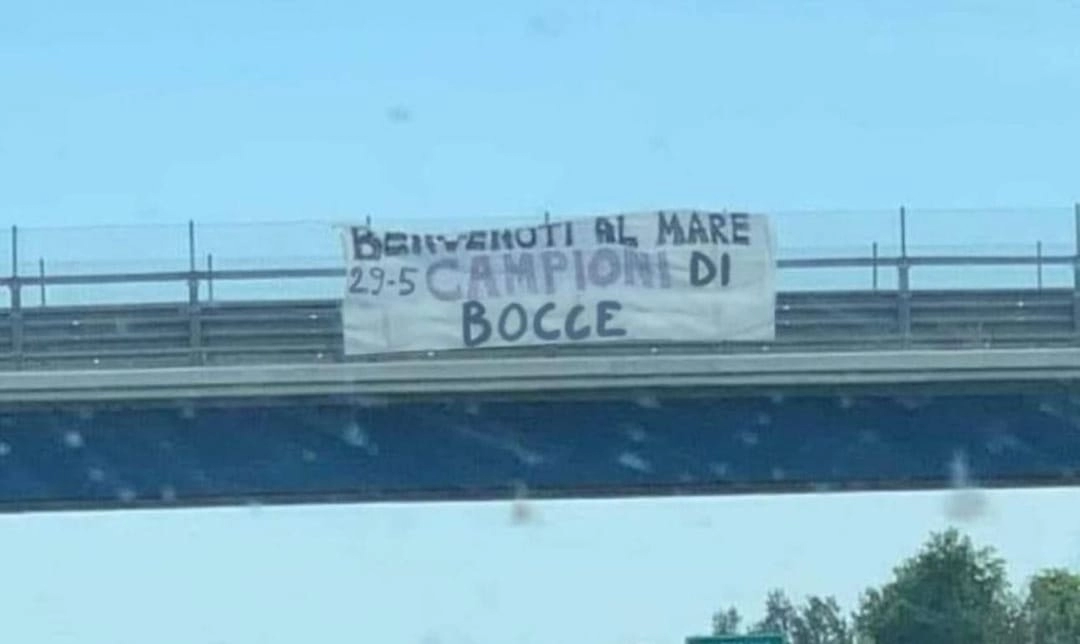 BENVENUTI AL MARE
29-5 CAMPIONI DI
BOCCE